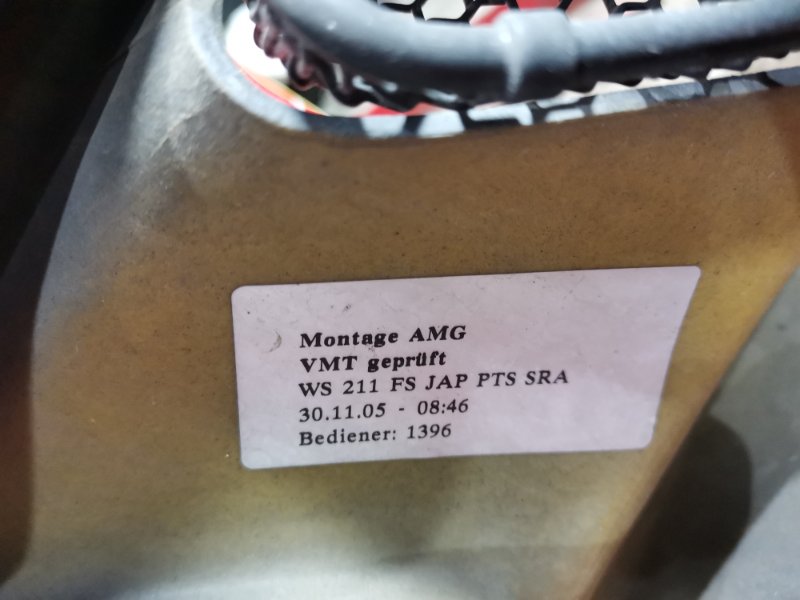 Montage AMG
VMT geprüft
WS 211 FS JAP PTS SRA
30.11.05 - 08:46
Bediener: 1396